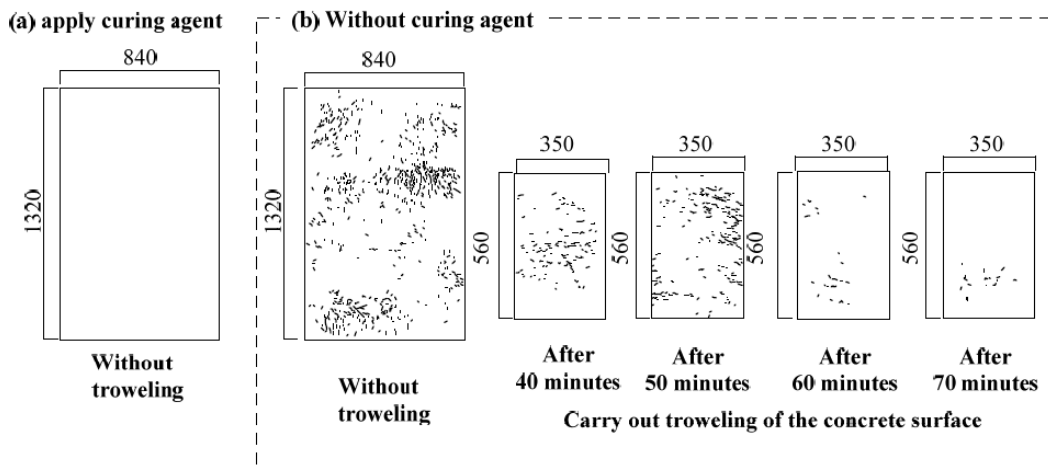 (a) apply curing agent
(b) Without curing agent
840
1320
Without
troweling
840
1320
Without
troweling
350
560
After
40 minutes
350
560
After
50 minutes
350
560
After
60 minutes
350
560
After
70 minutes
Carry out troweling of the concrete surface